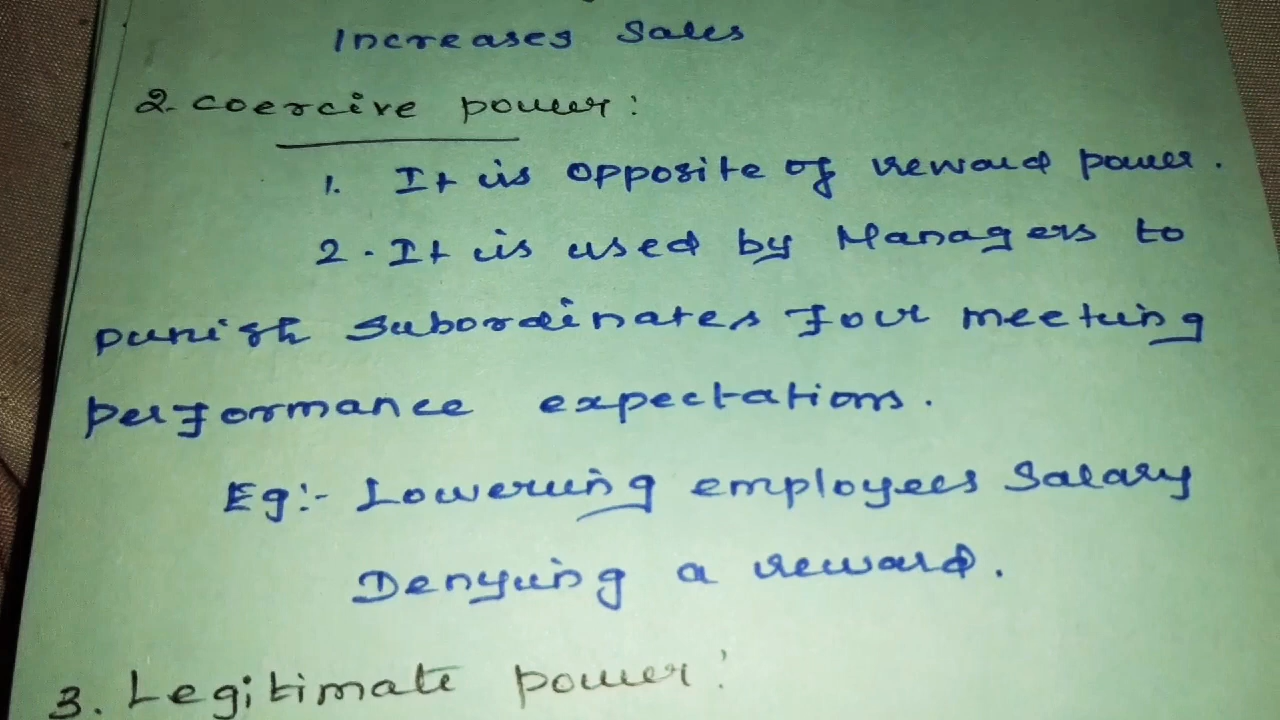 Increases Sales
2. Coercive power:
1. It is opposite of reward power.
2. It is used by Managers to
punish Subordinates for meeting
performance expectations.
Eg:- Lowering employees Salary
Denying a reward.
3. Legitimate power: